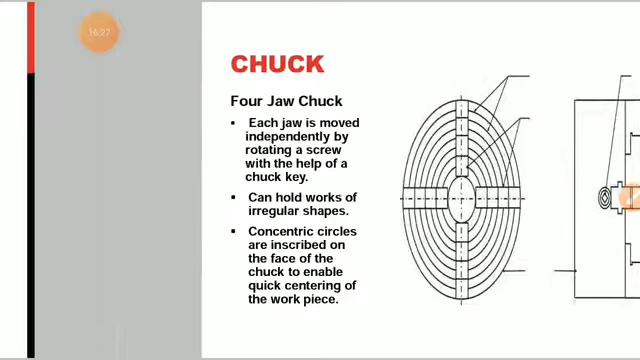 16:27
CHUCK
Four Jaw Chuck
▪ Each jaw is moved
independently by
rotating a screw
with the help of a
chuck key.
▪ Can hold works of
irregular shapes.
▪ Concentric circles
are inscribed on
the face of the
chuck to enable
quick centering of
the work piece.